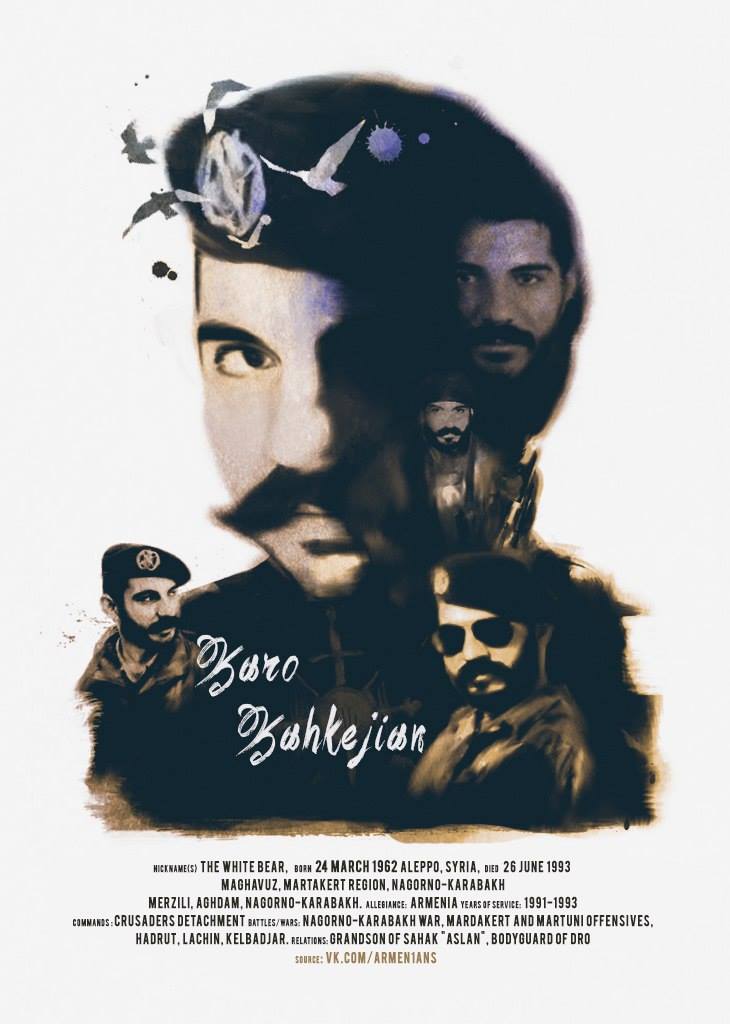 Karo
Kahkejian
NICKNAME(S) THE WHITE BEAR, BORN 24 MARCH 1962 ALEPPO, SYRIA, DIED 26 JUNE 1993
MAGHAVUZ, MARTAKERT REGION, NAGORNO-KARABAKH
MERZILI, AGHDAM, NAGORNO-KARABAKH. ALLEGIANCE: ARMENIA YEARS OF SERVICE: 1991-1993
COMMANDS: CRUSADERS DETACHMENT BATTLES/WARS: NAGORNO-KARABAKH WAR, MARDAKERT AND MARTUNI OFFENSIVES,
HADRUT, LACHIN, KELBADJAR. RELATIONS: GRANDSON OF SAHAK "ASLAN", BODYGUARD OF DRO
SOURCE: VK.COM/ARMEN1ANS